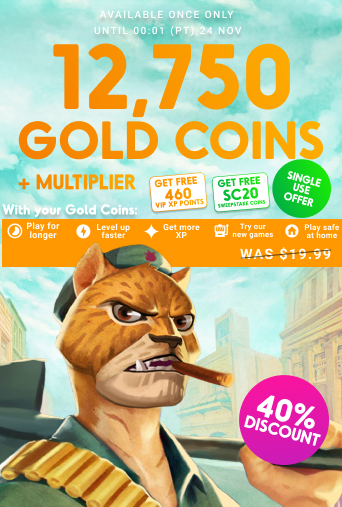 AVAILABLE ONCE ONLY
UNTIL 00:01 (PT) 24 NOV
12,750
GOLD COINS
+ MULTIPLIER
GET FREE
460
VIP XP POINTS
GET FREE
SC20
SWEEPSTAKE COINS
SINGLE
USE
OFFER
With your Gold Coins:
Play for
longer
Level up
faster
Get more
XP
Try our
new games
Play safe
at home
WAS $19.99
40%
DISCOUNT